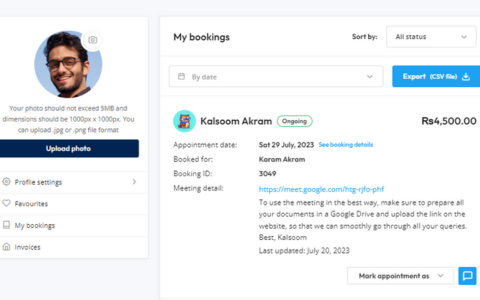 Your photo should not exceed 5MB and
dimensions should be 1000px x 1000px. You
can upload .jpg or .png file format
Upload photo
Profile settings
Favourites
My bookings
Invoices
My bookings
Sort by:
All status
By date
Export (CSV file)
Kalsoom Akram
Ongoing
₨4,500.00
Appointment date: Sat 29 July, 2023 See booking details
Booked for: Karam Akram
Booking ID: 3049
Meeting detail: https://meet.google.com/htg-rjfo-phf
To use the meeting in the best way, make sure to prepare all
your documents in a Google Drive and upload the link on the
website, so that we can smoothly go through all your queries.
Best, Kalsoom
Last updated: July 20, 2023
Mark appointment as